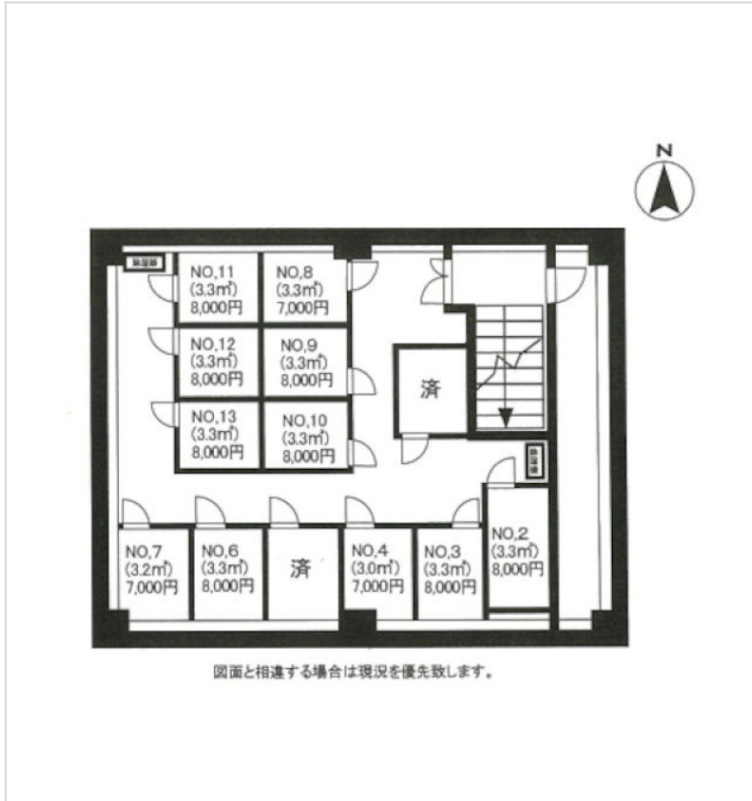 N
NO,11
(3.3㎡)
8,000円
NO,8
(3.3㎡)
7,000円
NO,12
(3.3㎡)
8,000円
NO,9
(3.3㎡)
8,000円
済
NO,13
(3.3㎡)
8,000円
NO,10
(3.3㎡)
8,000円
NO,7
(3.2㎡)
7,000円
NO,6
(3.3㎡)
8,000円
済
NO,4
(3.0㎡)
7,000円
NO,3
(3.3㎡)
8,000円
NO,2
(3.3㎡)
8,000円
図面と相違する場合は現況を優先致します。